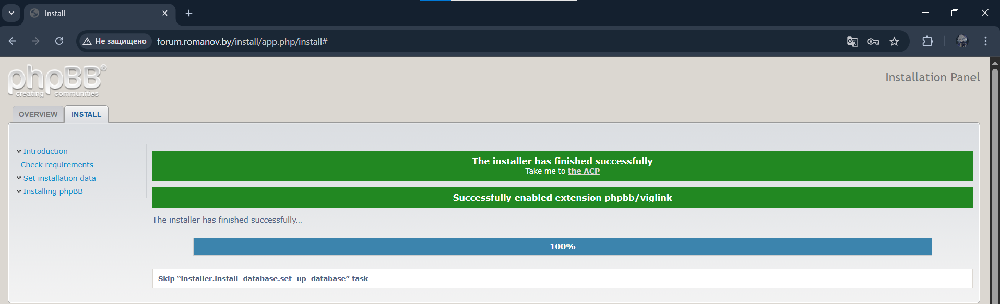 Install
Не защищено
forum.romanov.by/install/app.php/install#
phpBB®
creating communities
Installation Panel
OVERVIEW
INSTALL
Introduction
Check requirements
Set installation data
Installing phpBB
The installer has finished successfully
Take me to the ACP
Successfully enabled extension phpbb/viglink
The installer has finished successfully...
100%
Skip “installer.install_database.set_up_database” task